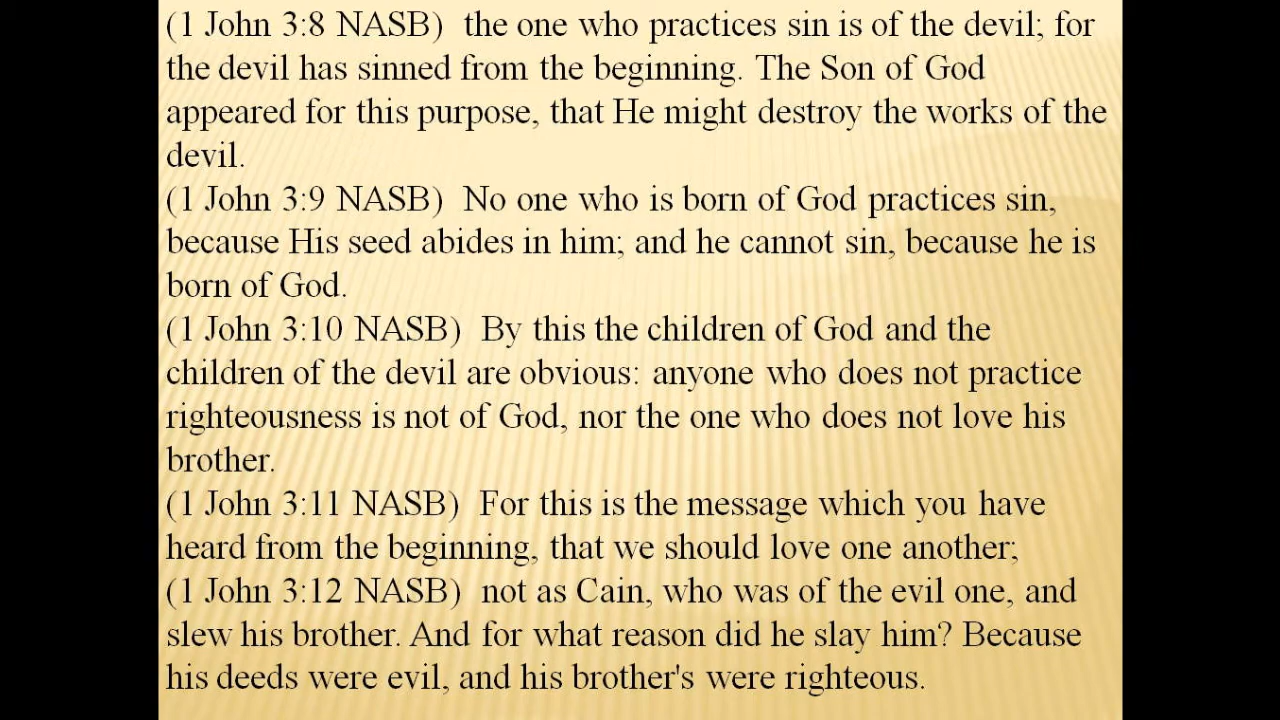 (1 John 3:8 NASB)  the one who practices sin is of the devil; for
the devil has sinned from the beginning. The Son of God
appeared for this purpose, that He might destroy the works of the
devil.
(1 John 3:9 NASB)  No one who is born of God practices sin,
because His seed abides in him; and he cannot sin, because he is
born of God.
(1 John 3:10 NASB)  By this the children of God and the
children of the devil are obvious: anyone who does not practice
righteousness is not of God, nor the one who does not love his
brother.
(1 John 3:11 NASB)  For this is the message which you have
heard from the beginning, that we should love one another;
(1 John 3:12 NASB)  not as Cain, who was of the evil one, and
slew his brother. And for what reason did he slay him? Because
his deeds were evil, and his brother's were righteous.